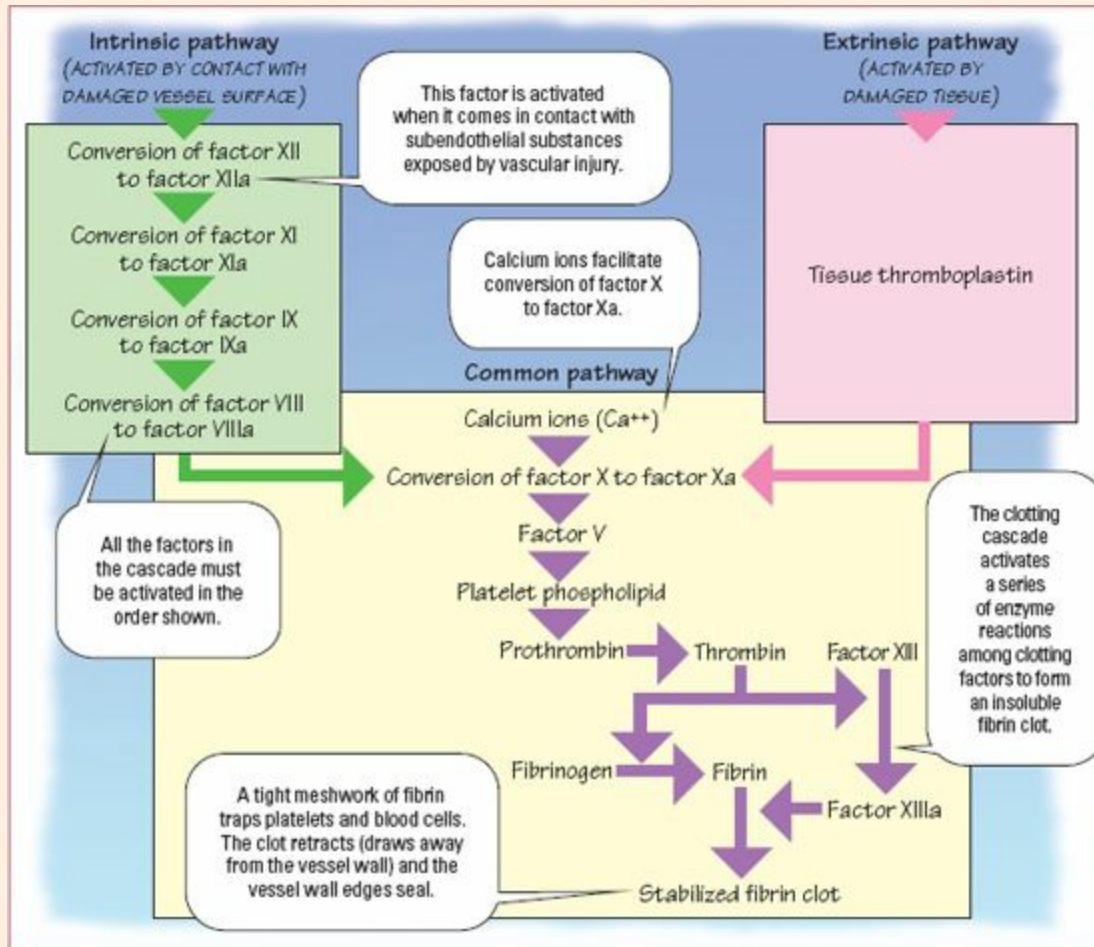 Intrinsic pathway
(ACTIVATED BY CONTACT WITH
DAMAGED VESSEL SURFACE)
Extrinsic pathway
(ACTIVATED BY
DAMAGED TISSUE)
This factor is activated
when it comes in contact with
subendothelial substances
exposed by vascular injury.
Conversion of factor XII
to factor XIIa
Conversion of factor XI
to factor XIa
Conversion of factor IX
to factor IXa
Conversion of factor VIII
to factor VIIIa
Calcium ions facilitate
conversion of factor X
to factor Xa.
Tissue thromboplastin
Common pathway
Calcium ions (Ca++)
Conversion of factor X to factor Xa
Factor V
Platelet phospholipid
Prothrombin
Thrombin
Factor XIII
Fibrinogen
Fibrin
Factor XIIIa
Stabilized fibrin clot
All the factors in
the cascade must
be activated in the
order shown.
The clotting
cascade
activates
a series
of enzyme
reactions
among clotting
factors to form
an insoluble
fibrin clot.
A tight meshwork of fibrin
traps platelets and blood cells.
The clot retracts (draws away
from the vessel wall) and the
vessel wall edges seal.